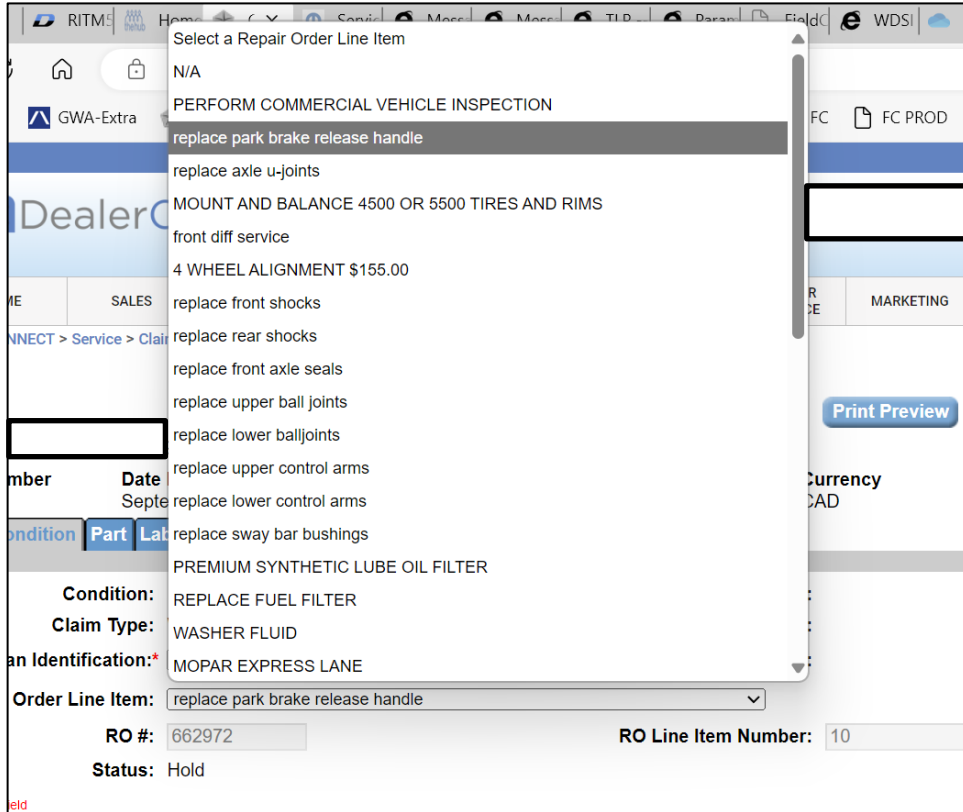 RITM5
thehub
Home
Servic
Mess
Mess
TLR -
Param
FieldC
WDSI
Select a Repair Order Line Item
N/A
GWA-Extra
PERFORM COMMERCIAL VEHICLE INSPECTION
FC
FC PROD
replace park brake release handle
replace axle u-joints
DealerC
MOUNT AND BALANCE 4500 OR 5500 TIRES AND RIMS
front diff service
4 WHEEL ALIGNMENT $155.00
ME
SALES
replace front shocks
R
CE
MARKETING
NNECT > Service > Clai
replace rear shocks
replace front axle seals
replace upper ball joints
Print Preview
replace lower balljoints
replace upper control arms
mber
Date
Currency
Septe
replace lower control arms
CAD
ondition
Part
Lab
replace sway bar bushings
PREMIUM SYNTHETIC LUBE OIL FILTER
Condition:
REPLACE FUEL FILTER
Claim Type:
WASHER FLUID
an Identification:*
MOPAR EXPRESS LANE
Order Line Item: replace park brake release handle
RO #: 662972
RO Line Item Number: 10
Status: Hold
ield